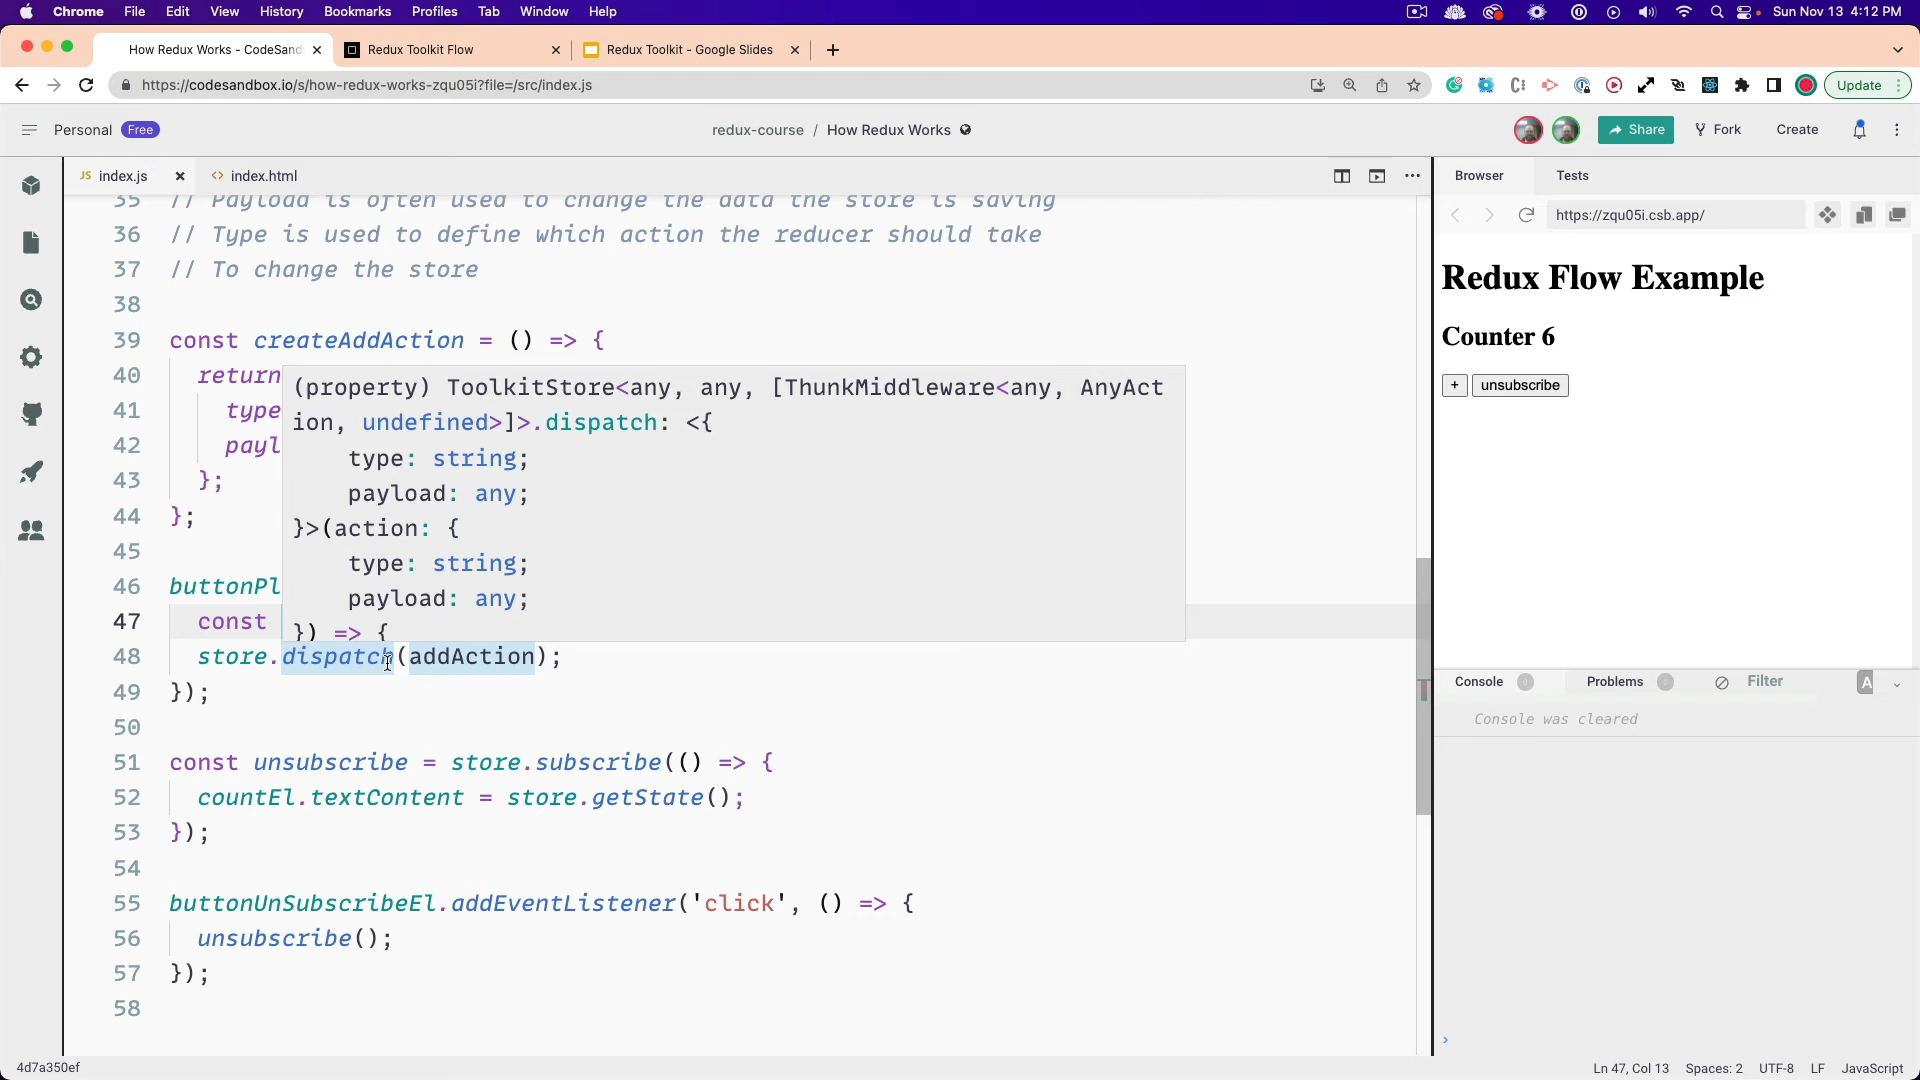 Chrome File Edit View History Bookmarks Profiles Tab Window Help Sun Nov 13 4:12 PM
How Redux Works - CodeSand
Redux Toolkit Flow
Redux Toolkit - Google Slides
https://codesandbox.io/s/how-redux-works-zqu05i?file=/src/index.js
Update
Personal Free
redux-course / How Redux Works
Share Fork Create
JS index.js
<> index.html
35 // Payload is often used to change the data the store is saving
36 // Type is used to define which action the reducer should take
37 // To change the store
38
39 const createAddAction = () => {
40 return
41 type
42 payl
43 };
44 };
45
46 buttonPl
47 const
(property) ToolkitStore<any, any, [ThunkMiddleware<any, AnyAct
ion, undefined>]>.dispatch: <{
type: string;
payload: any;
}>(action: {
type: string;
payload: any;
}) => {
48 store.dispatch(addAction);
49 });
50
51 const unsubscribe = store.subscribe(() => {
52 countEl.textContent = store.getState();
53 });
54
55 buttonUnSubscribeEl.addEventListener('click', () => {
56 unsubscribe();
57 });
58
Browser Tests
https://zqu05i.csb.app/
Redux Flow Example
Counter 6
+ unsubscribe
Console 0 Problems 0 Filter A
Console was cleared
›
4d7a350ef
Ln 47, Col 13 Spaces: 2 UTF-8 LF JavaScript